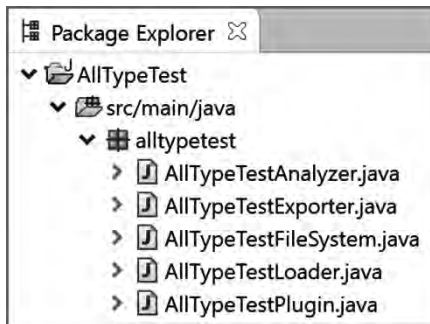 Package Explorer
AllTypeTest
src/main/java
alltypetest
AllTypeTestAnalyzer.java
AllTypeTestExporter.java
AllTypeTestFileSystem.java
AllTypeTestLoader.java
AllTypeTestPlugin.java